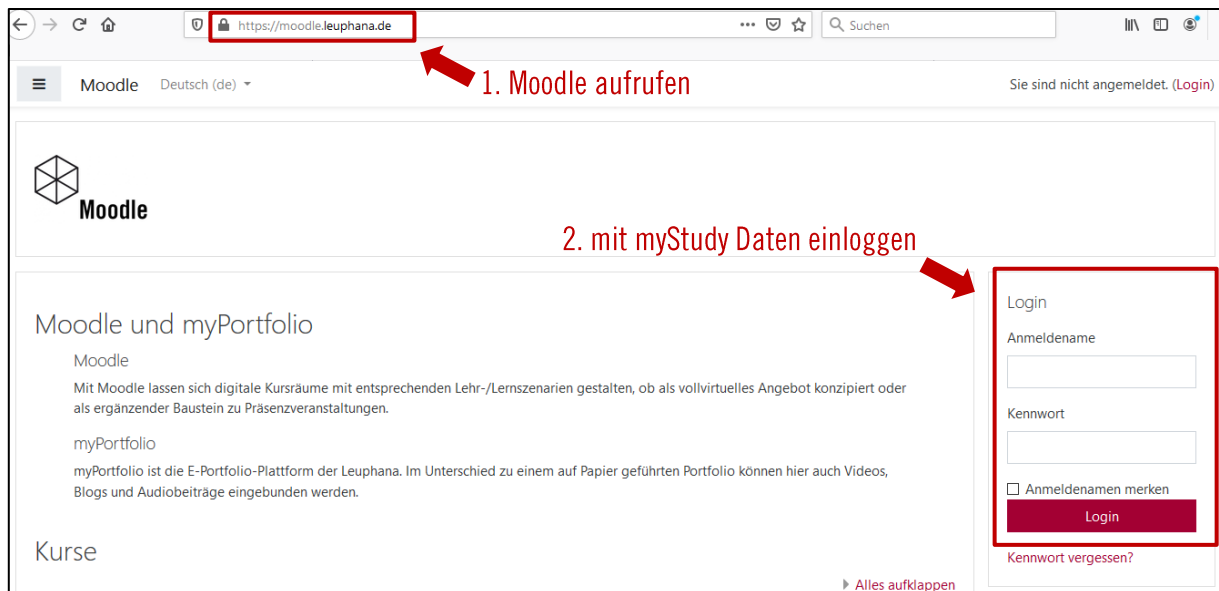 https://moodle.leuphana.de
Suchen
1. Moodle aufrufen
Moodle Deutsch (de)
Sie sind nicht angemeldet. (Login)
Moodle
2. mit myStudy Daten einloggen
Moodle und myPortfolio
Moodle
Mit Moodle lassen sich digitale Kursräume mit entsprechenden Lehr-/Lernszenarien gestalten, ob als vollvirtuelles Angebot konzipiert oder
als ergänzender Baustein zu Präsenzveranstaltungen.
myPortfolio
myPortfolio ist die E-Portfolio-Plattform der Leuphana. Im Unterschied zu einem auf Papier geführten Portfolio können hier auch Videos,
Blogs und Audiobeiträge eingebunden werden.
Kurse
Alles aufklappen
Login
Anmeldename
Kennwort
Anmeldenamen merken
Login
Kennwort vergessen?